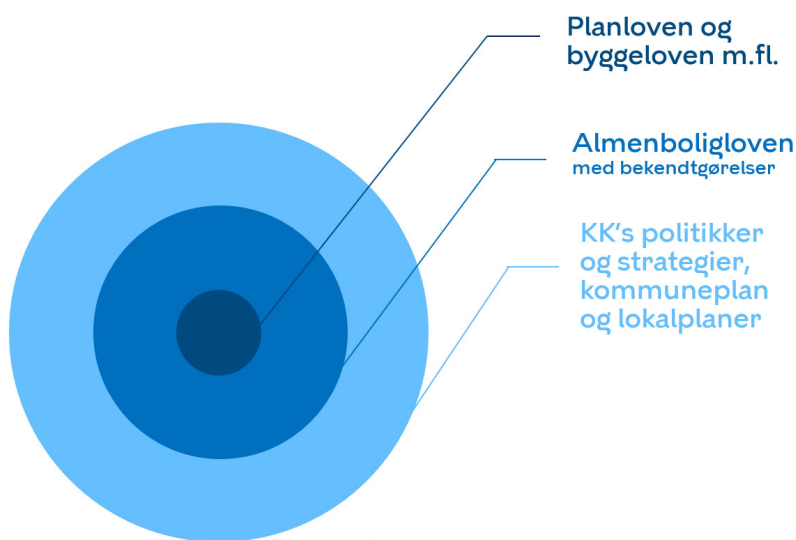 Planloven og
byggeloven m.fl.
Almenboligloven
med bekendtgørelser
KK's politikker
og strategier,
kommuneplan
og lokalplaner